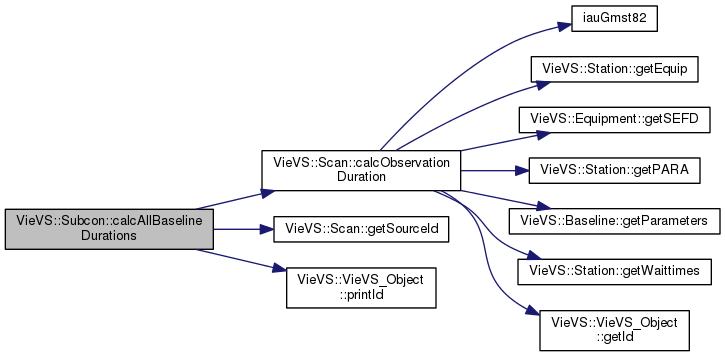 VieVS::Subcon::calcAllBaseline
Durations
VieVS::Scan::calcObservation
Duration
VieVS::Scan::getSourceId
VieVS::VieVS_Object
::printId
iauGmst82
VieVS::Station::getEquip
VieVS::Equipment::getSEFD
VieVS::Station::getPARA
VieVS::Baseline::getParameters
VieVS::Station::getWaittimes
VieVS::VieVS_Object
::getId